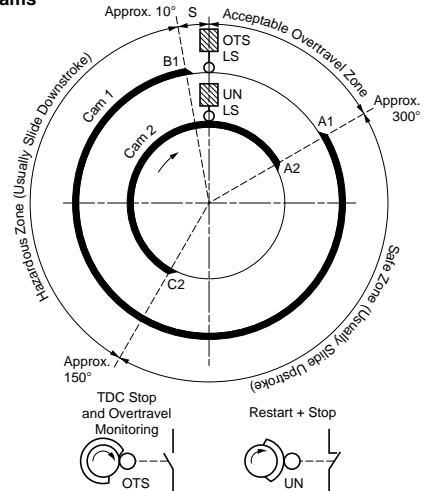 ams
Approx. 10°
S
Acceptable Overtravel Zone
OTS
LS
B1
UN
LS
Approx.
300°
A1
Cam 1
Cam 2
A2
C2
Hazardous Zone (Usually Slide Downstroke)
Safe Zone (Usually Slide Upstroke)
Approx.
150°
TDC Stop
and Overtravel
Monitoring
Restart + Stop
OTS
UN